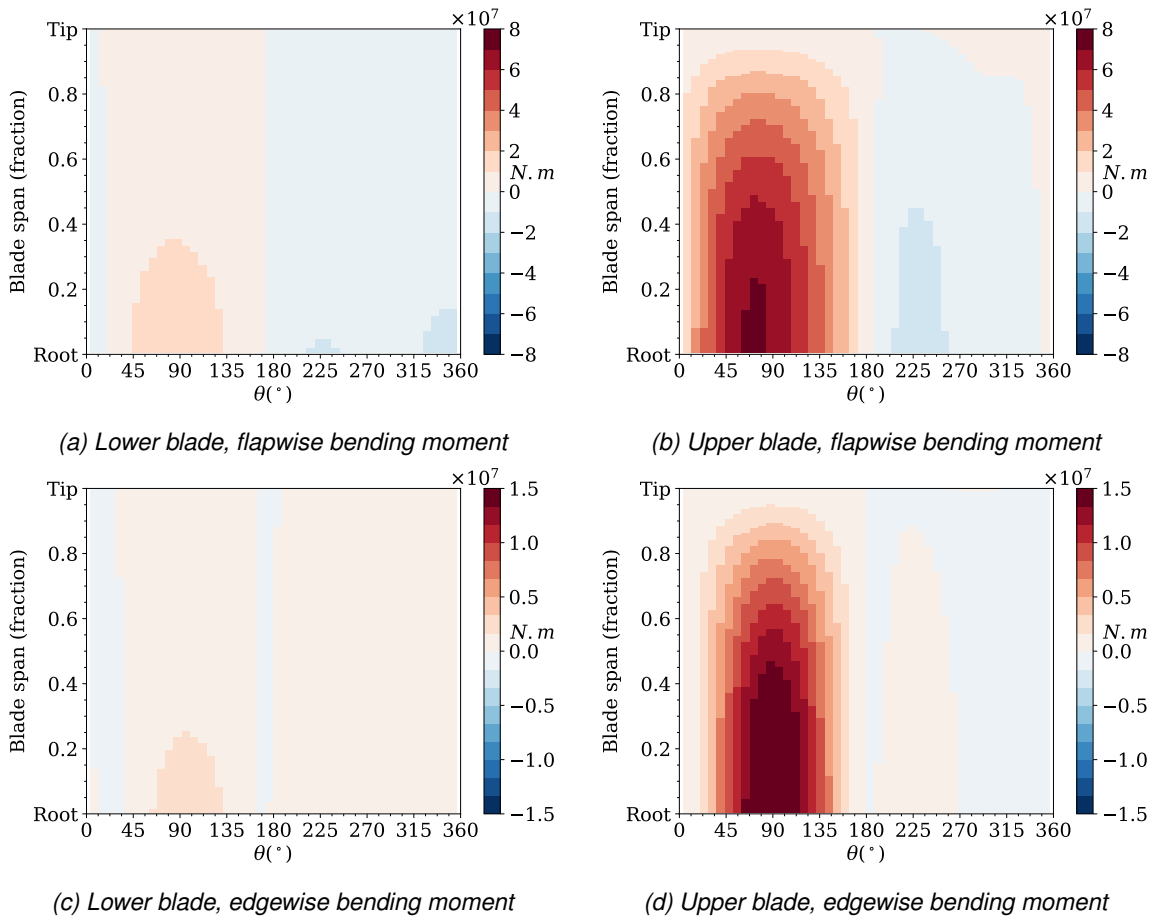 ×10⁷
×10⁷
Tip
0.8
0.6
0.4
0.2
Root
Blade span (fraction)
0 45 90 135 180 225 270 315 360
θ(°)
8
6
4
2
N.m
0
−2
−4
−6
−8
Tip
0.8
0.6
0.4
0.2
Root
Blade span (fraction)
0 45 90 135 180 225 270 315 360
θ(°)
8
6
4
2
N.m
0
−2
−4
−6
−8
(a) Lower blade, flapwise bending moment
(b) Upper blade, flapwise bending moment
×10⁷
×10⁷
Tip
0.8
0.6
0.4
0.2
Root
Blade span (fraction)
0 45 90 135 180 225 270 315 360
θ(°)
1.5
1.0
0.5
N.m
0.0
−0.5
−1.0
−1.5
Tip
0.8
0.6
0.4
0.2
Root
Blade span (fraction)
0 45 90 135 180 225 270 315 360
θ(°)
1.5
1.0
0.5
N.m
0.0
−0.5
−1.0
−1.5
(c) Lower blade, edgewise bending moment
(d) Upper blade, edgewise bending moment